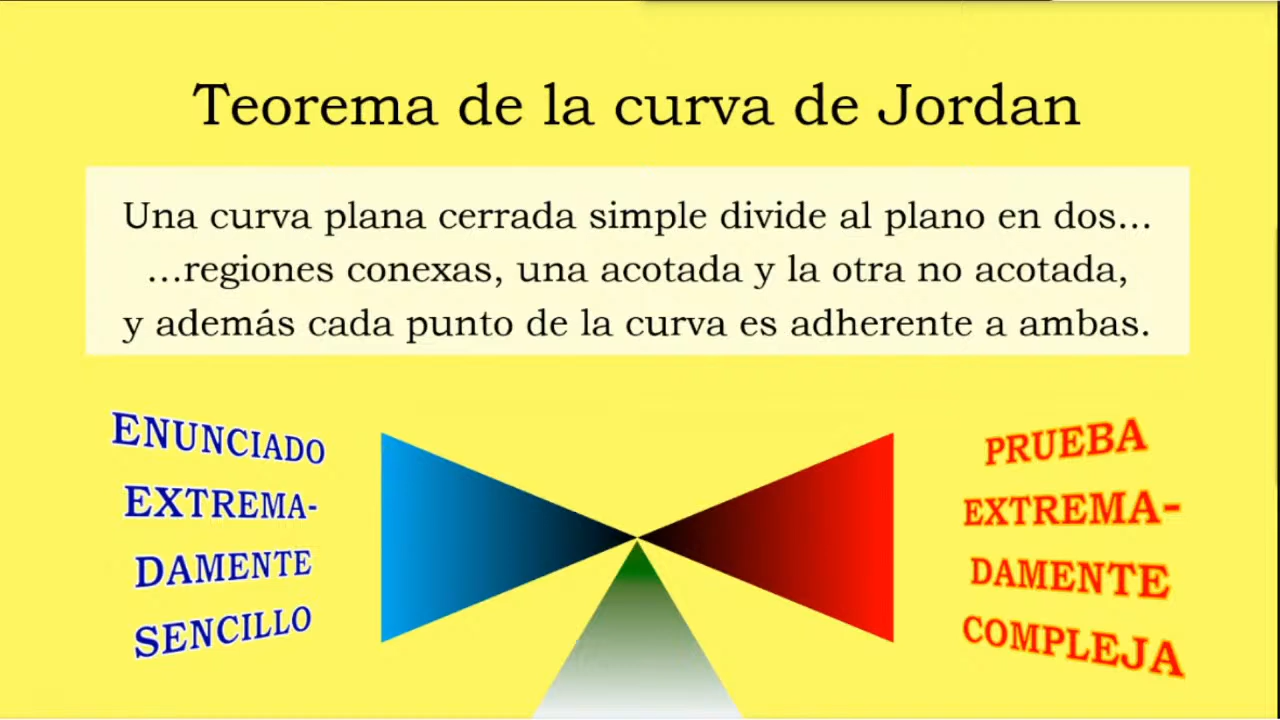 Teorema de la curva de Jordan
Una curva plana cerrada simple divide al plano en dos...
...regiones conexas, una acotada y la otra no acotada,
y además cada punto de la curva es adherente a ambas.
ENUNCIADO
EXTREMA-
DAMENTE
SENCILLO
PRUEBA
EXTREMA-
DAMENTE
COMPLEJA